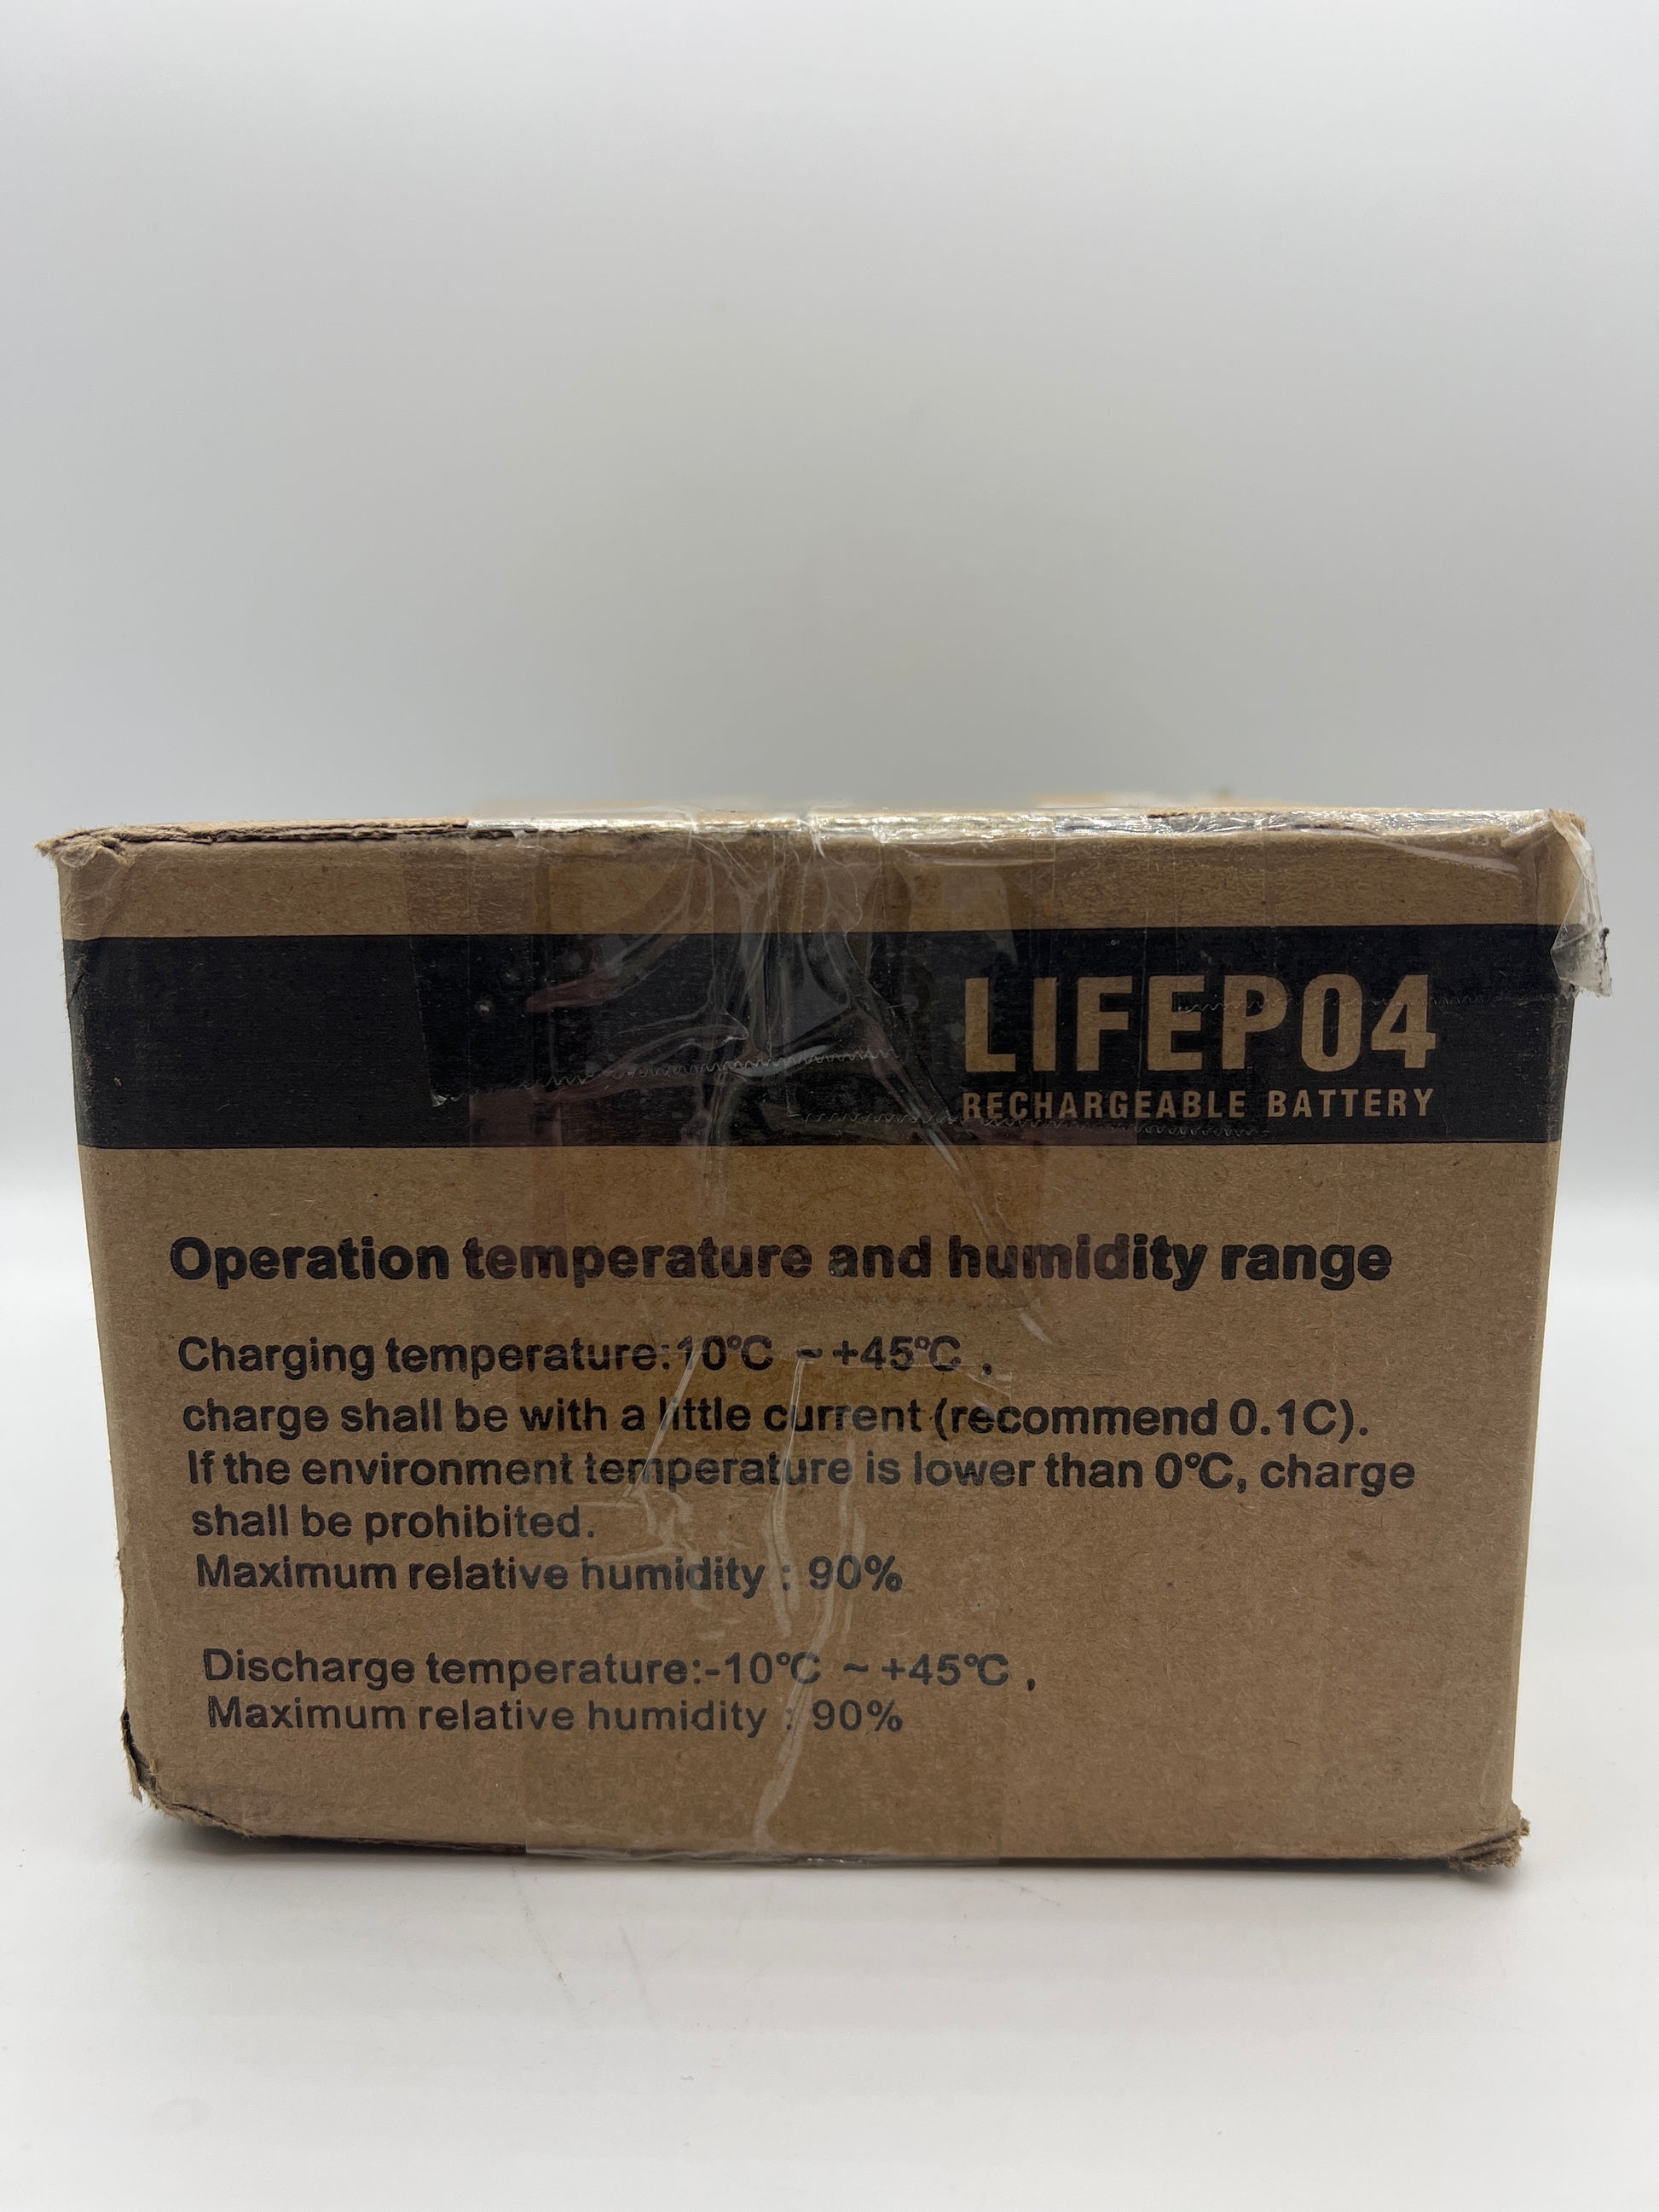 LIFEPO4
RECHARGEABLE BATTERY
Operation temperature and humidity range
Charging temperature:10℃ ~ +45℃ ,
charge shall be with a little current (recommend 0.1C).
If the environment temperature is lower than 0℃, charge
shall be prohibited.
Maximum relative humidity : 90%
Discharge temperature:-10℃ ~ +45℃ ,
Maximum relative humidity : 90%